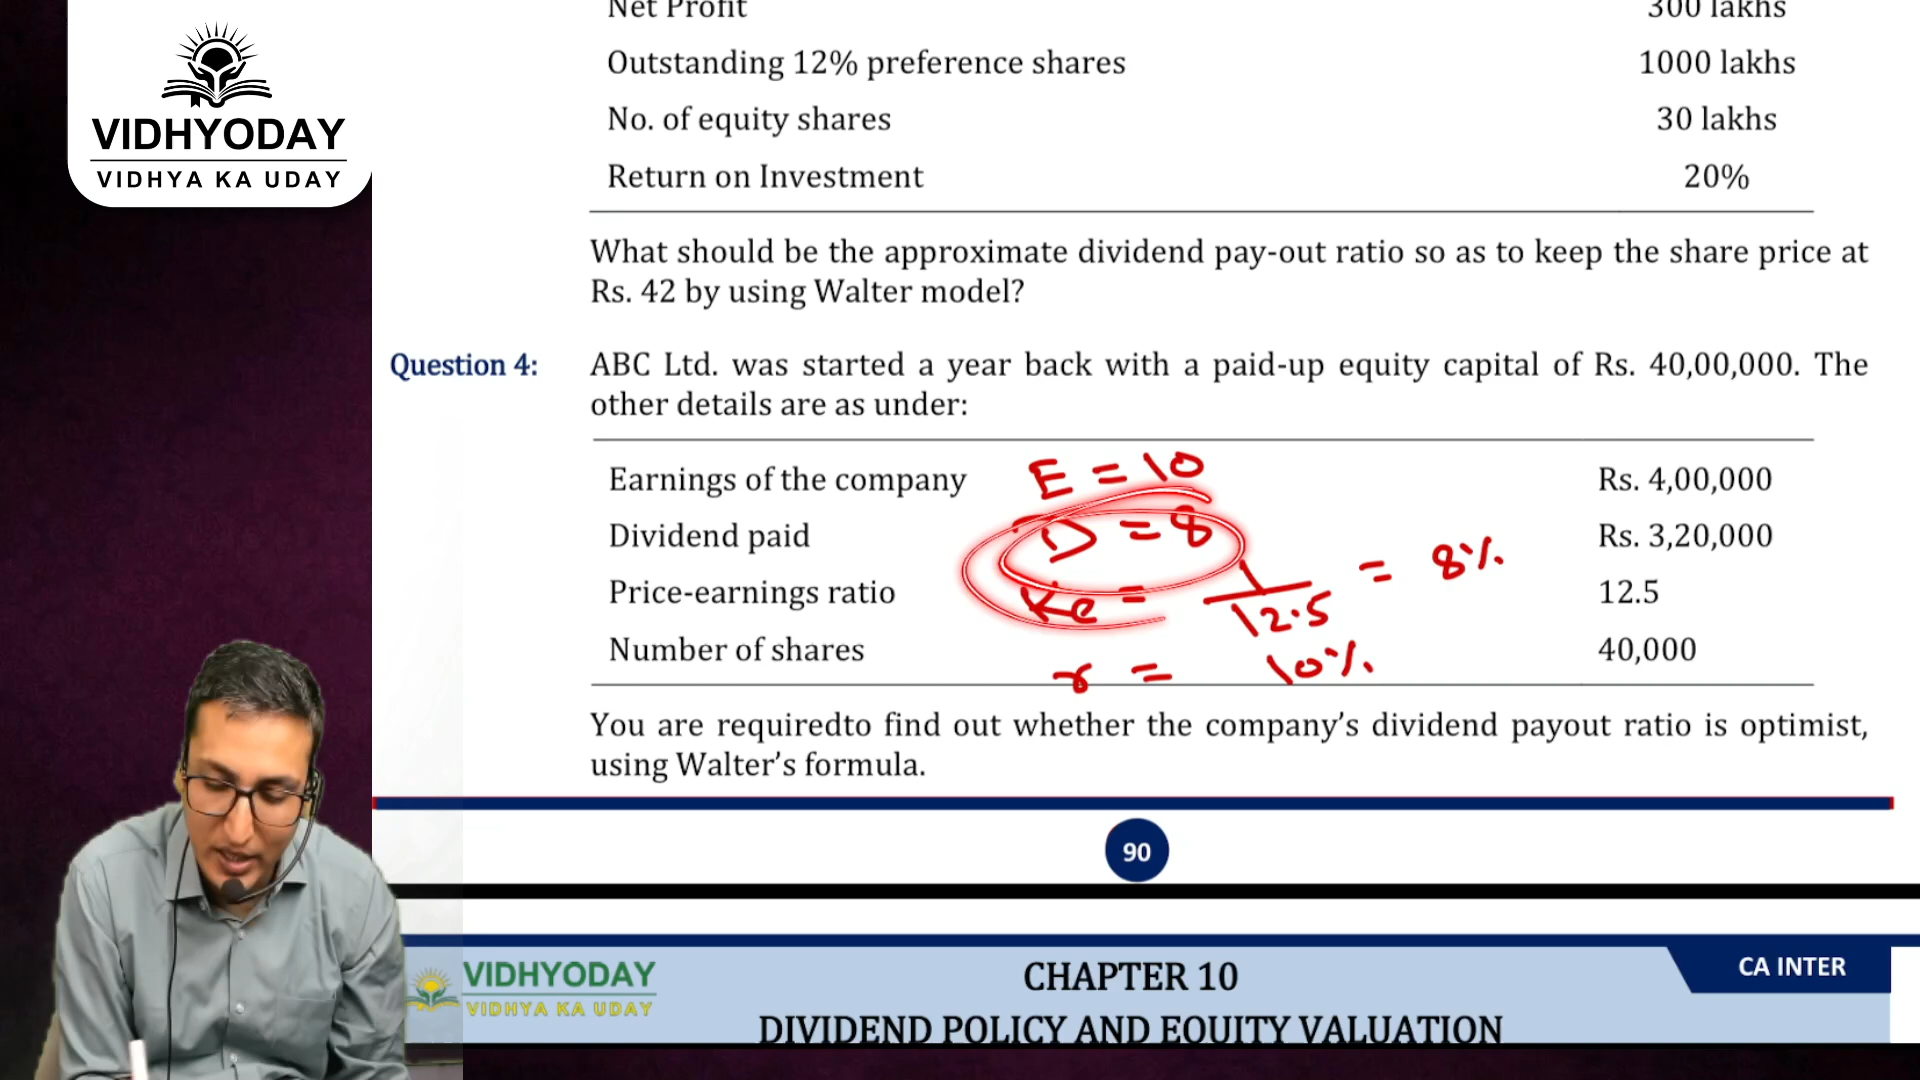 VIDHYODAY
VIDHYA KA UDAY
Net Profit 300 lakhs
Outstanding 12% preference shares 1000 lakhs
No. of equity shares 30 lakhs
Return on Investment 20%
What should be the approximate dividend pay-out ratio so as to keep the share price at
Rs. 42 by using Walter model?
Question 4: ABC Ltd. was started a year back with a paid-up equity capital of Rs. 40,00,000. The
other details are as under:
Earnings of the company E = 10 Rs. 4,00,000
Dividend paid D = 8 Rs. 3,20,000
Price-earnings ratio Ke = 1/12.5 = 8% 12.5
Number of shares r = 10% 40,000
You are requiredto find out whether the company’s dividend payout ratio is optimist,
using Walter’s formula.
90
VIDHYODAY
VIDHYA KA UDAY
CHAPTER 10
CA INTER
DIVIDEND POLICY AND EQUITY VALUATION